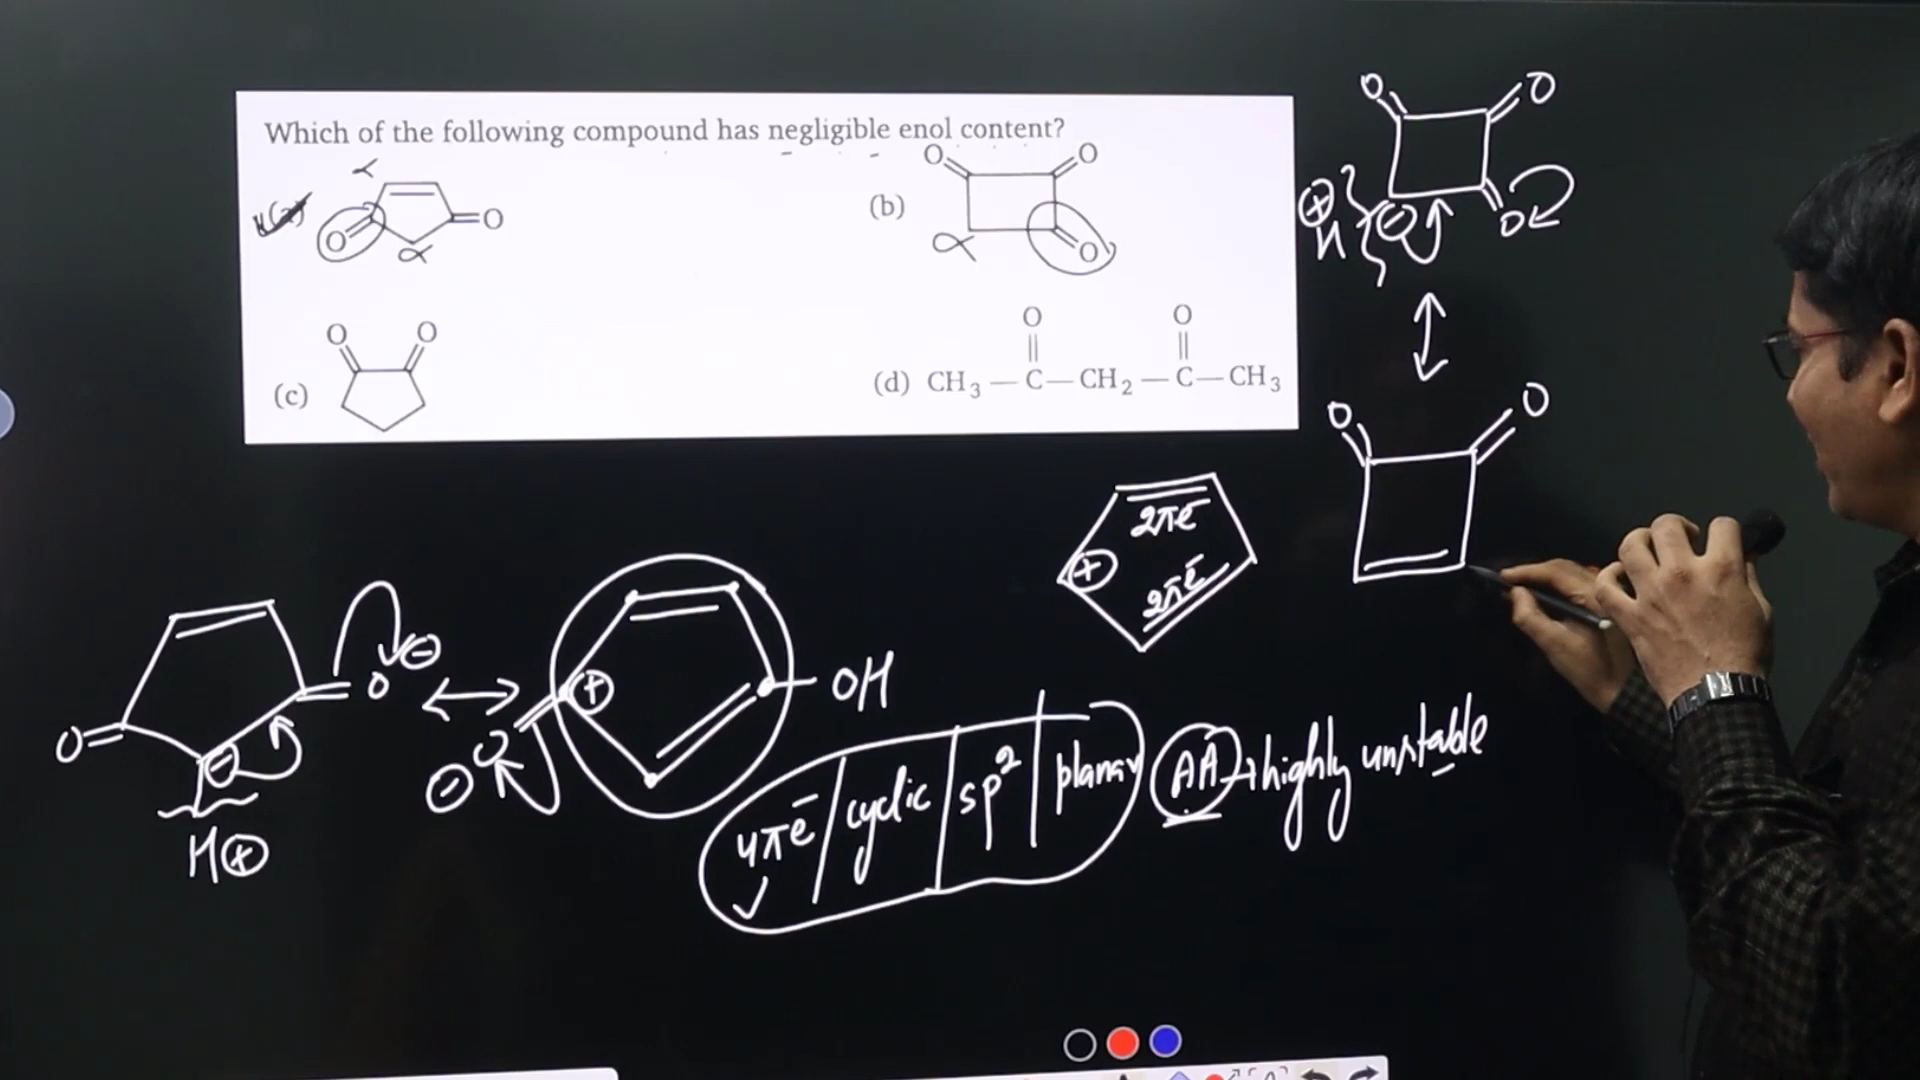 Which of the following compound has negligible enol content?
(a)
α
O
O
α
(b)
O
O
O
α
(c)
O
O
(d) CH3 — C — CH2 — C — CH3
O
O
O
O
O
⊕
H
⊖
O
O
2πē
⊕
2πē
O
O
⊖
⊖
H⊕
⊕
OH
O
⊖
4πē / cyclic / sp² / planar
AA → highly unstable